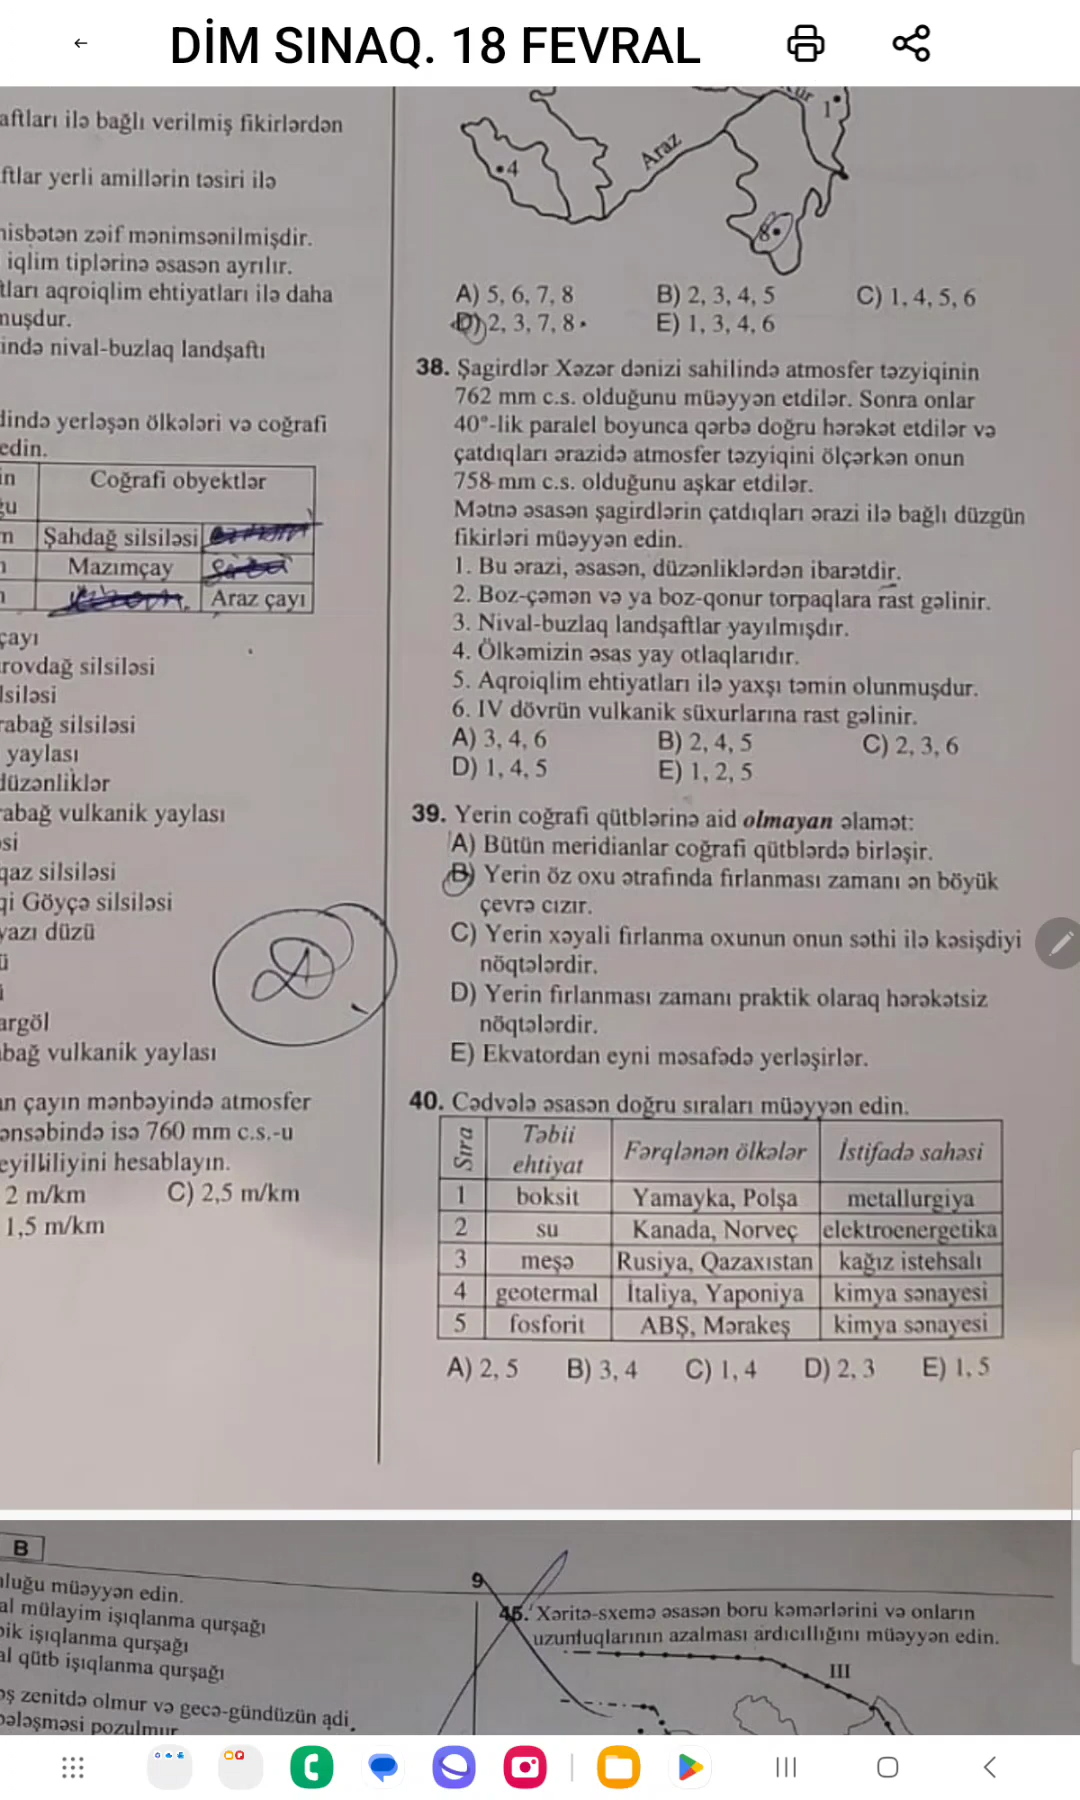 DİM SINAQ. 18 FEVRAL
aftları ilə bağlı verilmiş fikirlərdən
ftlar yerli amillərin təsiri ilə
nisbətən zəif mənimsənilmişdir.
iqlim tiplərinə əsasən ayrılır.
tları aqroiqlim ehtiyatları ilə daha
muşdur.
ində nival-buzlaq landşaftı
dində yerləşən ölkələri və coğrafi
edin.
in
Coğrafi obyektlər
şu
n Şahdağ silsiləsi
Mazımçay
Araz çayı
çayı
rovdağ silsiləsi
lsiləsi
rabağ silsiləsi
yaylası
düzənliklər
rabağ vulkanik yaylası
əsi
qaz silsiləsi
qi Göyçə silsiləsi
yazı düzü
ü
argöl
abağ vulkanik yaylası
an çayın mənbəyində atmosfer
ənsəbində isə 760 mm c.s.-u
eyilliliyini hesablayın.
2 m/km C) 2,5 m/km
1,5 m/km
Kür
1
Araz
4
8
A) 5, 6, 7, 8 B) 2, 3, 4, 5 C) 1, 4, 5, 6
D) 2, 3, 7, 8 E) 1, 3, 4, 6
38. Şagirdlər Xəzər dənizi sahilində atmosfer təzyiqinin
762 mm c.s. olduğunu müəyyən etdilər. Sonra onlar
40°-lik paralel boyunca qərbə doğru hərəkət etdilər və
çatdıqları ərazidə atmosfer təzyiqini ölçərkən onun
758 mm c.s. olduğunu aşkar etdilər.
Mətnə əsasən şagirdlərin çatdıqları ərazi ilə bağlı düzgün
fikirləri müəyyən edin.
1. Bu ərazi, əsasən, düzənliklərdən ibarətdir.
2. Boz-çəmən və ya boz-qonur torpaqlara rast gəlinir.
3. Nival-buzlaq landşaftlar yayılmışdır.
4. Ölkəmizin əsas yay otlaqlarıdır.
5. Aqroiqlim ehtiyatları ilə yaxşı təmin olunmuşdur.
6. IV dövrün vulkanik süxurlarına rast gəlinir.
A) 3, 4, 6 B) 2, 4, 5 C) 2, 3, 6
D) 1, 4, 5 E) 1, 2, 5
39. Yerin coğrafi qütblərinə aid olmayan əlamət:
A) Bütün meridianlar coğrafi qütblərdə birləşir.
B) Yerin öz oxu ətrafında fırlanması zamanı ən böyük
çevrə cızır.
C) Yerin xəyali fırlanma oxunun onun səthi ilə kəsişdiyi
nöqtələrdir.
D) Yerin fırlanması zamanı praktik olaraq hərəkətsiz
nöqtələrdir.
E) Ekvatordan eyni məsafədə yerləşirlər.
40. Cədvələ əsasən doğru sıraları müəyyən edin.
Sıra Təbii ehtiyat Fərqlənən ölkələr İstifadə sahəsi
1 boksit Yamayka, Polşa metallurgiya
2 su Kanada, Norveç elektroenergetika
3 meşə Rusiya, Qazaxıstan kağız istehsalı
4 geotermal İtaliya, Yaponiya kimya sənayesi
5 fosforit ABŞ, Mərakeş kimya sənayesi
A) 2, 5 B) 3, 4 C) 1, 4 D) 2, 3 E) 1, 5
B
nluğu müəyyən edin.
al mülayim işıqlanma qurşağı
pik işıqlanma qurşağı
al qütb işıqlanma qurşağı
əş zenitdə olmur və gecə-gündüzün adi
bələşməsi pozulmur
9
45. Xəritə-sxemə əsasən boru kəmərlərini və onların
uzunluqlarının azalması ardıcıllığını müəyyən edin.
III